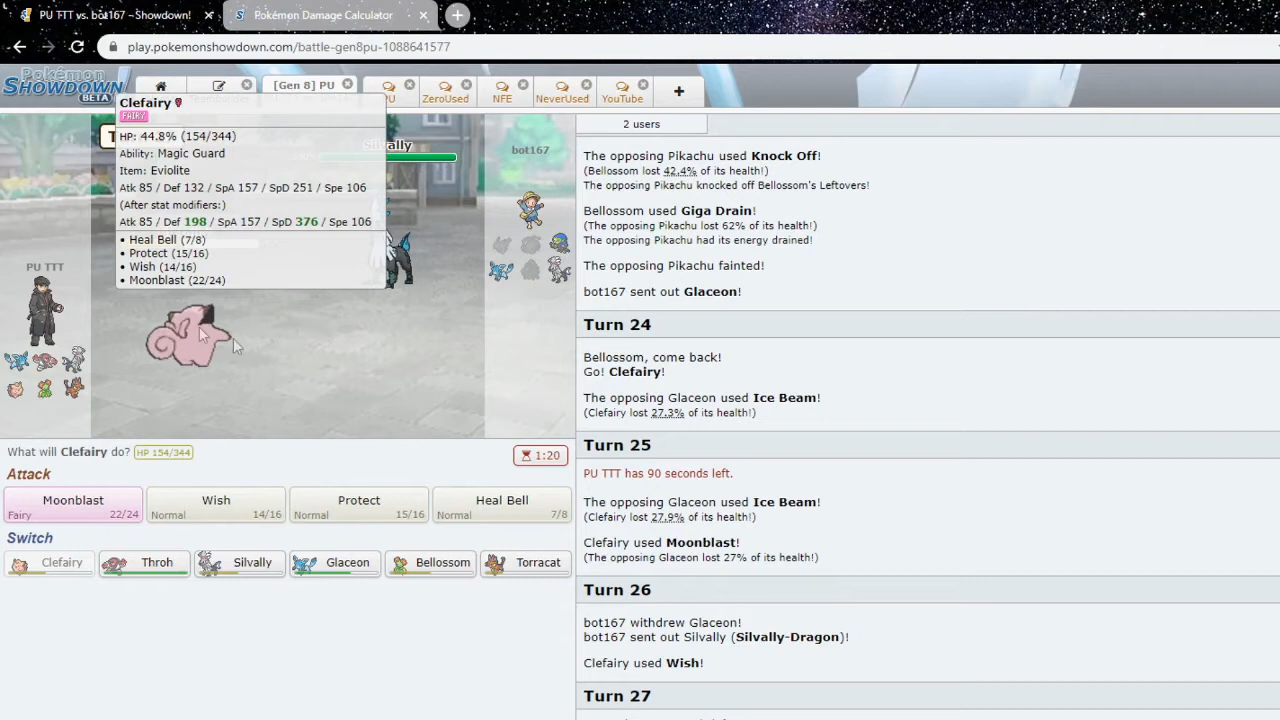 PU TTT vs. bot167 – Showdown!
Pokémon Damage Calculator
play.pokemonshowdown.com/battle-gen8pu-1088641577
Pokémon
SHOWDOWN
BETA
[Gen 8] PU
ZeroUsed
NFE
NeverUsed
YouTube
Clefairy
FAIRY
HP: 44.8% (154/344)
Ability: Magic Guard
Item: Eviolite
Atk 85 / Def 132 / SpA 157 / SpD 251 / Spe 106
(After stat modifiers:)
Atk 85 / Def 198 / SpA 157 / SpD 376 / Spe 106
• Heal Bell (7/8)
• Protect (15/16)
• Wish (14/16)
• Moonblast (22/24)
Silvally
bot167
PU TTT
What will Clefairy do? HP 154/344
1:20
Attack
Moonblast
Fairy 22/24
Wish
Normal 14/16
Protect
Normal 15/16
Heal Bell
Normal 7/8
Switch
Clefairy
Throh
Silvally
Glaceon
Bellossom
Torracat
2 users
The opposing Pikachu used Knock Off!
(Bellossom lost 42.4% of its health!)
The opposing Pikachu knocked off Bellossom's Leftovers!
Bellossom used Giga Drain!
(The opposing Pikachu lost 62% of its health!)
The opposing Pikachu had its energy drained!
The opposing Pikachu fainted!
bot167 sent out Glaceon!
Turn 24
Bellossom, come back!
Go! Clefairy!
The opposing Glaceon used Ice Beam!
(Clefairy lost 27.3% of its health!)
Turn 25
PU TTT has 90 seconds left.
The opposing Glaceon used Ice Beam!
(Clefairy lost 27.9% of its health!)
Clefairy used Moonblast!
(The opposing Glaceon lost 27% of its health!)
Turn 26
bot167 withdrew Glaceon!
bot167 sent out Silvally (Silvally-Dragon)!
Clefairy used Wish!
Turn 27